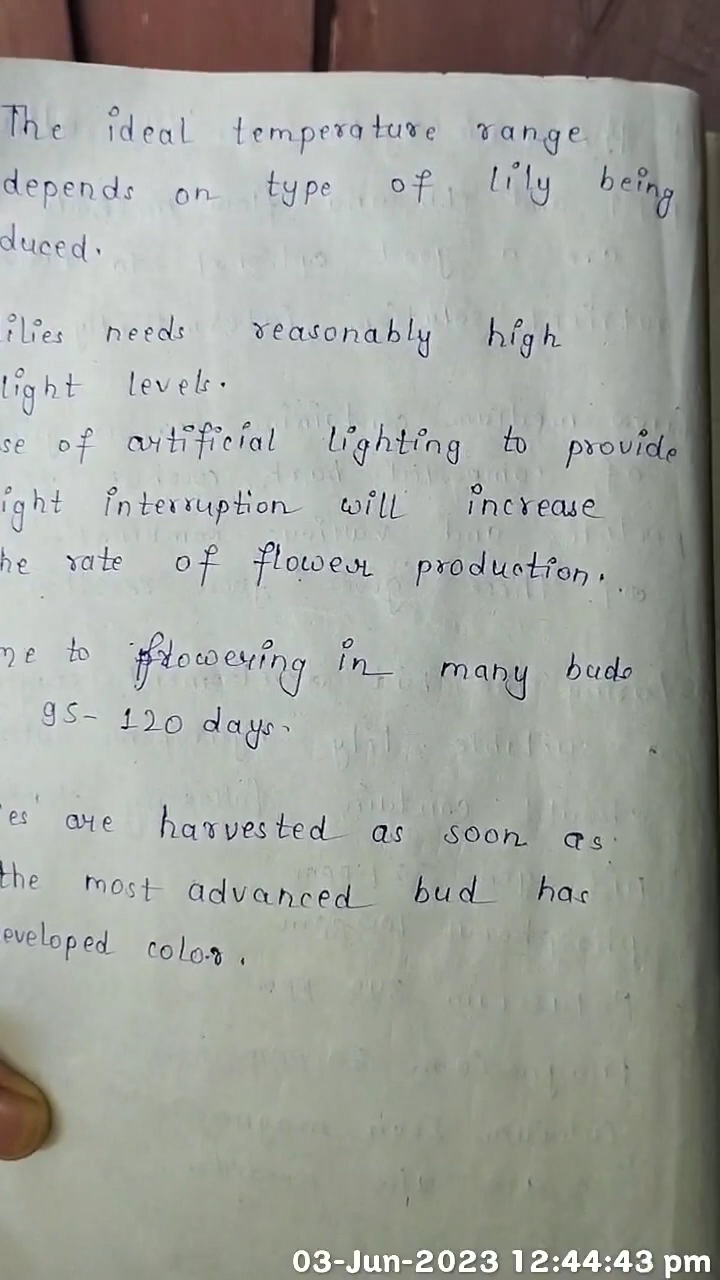 The ideal temperature range
depends on type of lily being
duced.
ilies needs reasonably high
light levels.
se of artificial lighting to provide
ight interruption will increase
he rate of flower production.
ne to flowering in many buds
95- 120 days.
es are harvested as soon as
the most advanced bud has
eveloped color.
03-Jun-2023 12:44:43 pm